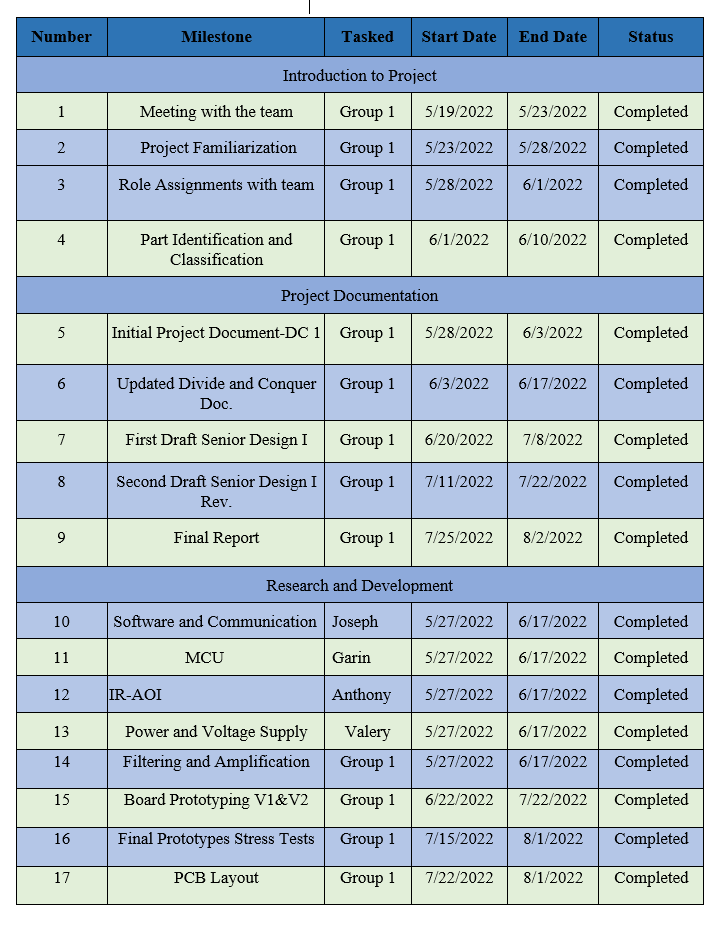 Number Milestone Tasked Start Date End Date Status
Introduction to Project
1 Meeting with the team Group 1 5/19/2022 5/23/2022 Completed
2 Project Familiarization Group 1 5/23/2022 5/28/2022 Completed
3 Role Assignments with team Group 1 5/28/2022 6/1/2022 Completed
4 Part Identification and Group 1 6/1/2022 6/10/2022 Completed
Classification
Project Documentation
5 Initial Project Document-DC 1 Group 1 5/28/2022 6/3/2022 Completed
6 Updated Divide and Conquer Group 1 6/3/2022 6/17/2022 Completed
Doc.
7 First Draft Senior Design I Group 1 6/20/2022 7/8/2022 Completed
8 Second Draft Senior Design I Group 1 7/11/2022 7/22/2022 Completed
Rev.
9 Final Report Group 1 7/25/2022 8/2/2022 Completed
Research and Development
10 Software and Communication Joseph 5/27/2022 6/17/2022 Completed
11 MCU Garin 5/27/2022 6/17/2022 Completed
12 IR-AOI Anthony 5/27/2022 6/17/2022 Completed
13 Power and Voltage Supply Valery 5/27/2022 6/17/2022 Completed
14 Filtering and Amplification Group 1 5/27/2022 6/17/2022 Completed
15 Board Prototyping V1&V2 Group 1 6/22/2022 7/22/2022 Completed
16 Final Prototypes Stress Tests Group 1 7/15/2022 8/1/2022 Completed
17 PCB Layout Group 1 7/22/2022 8/1/2022 Completed